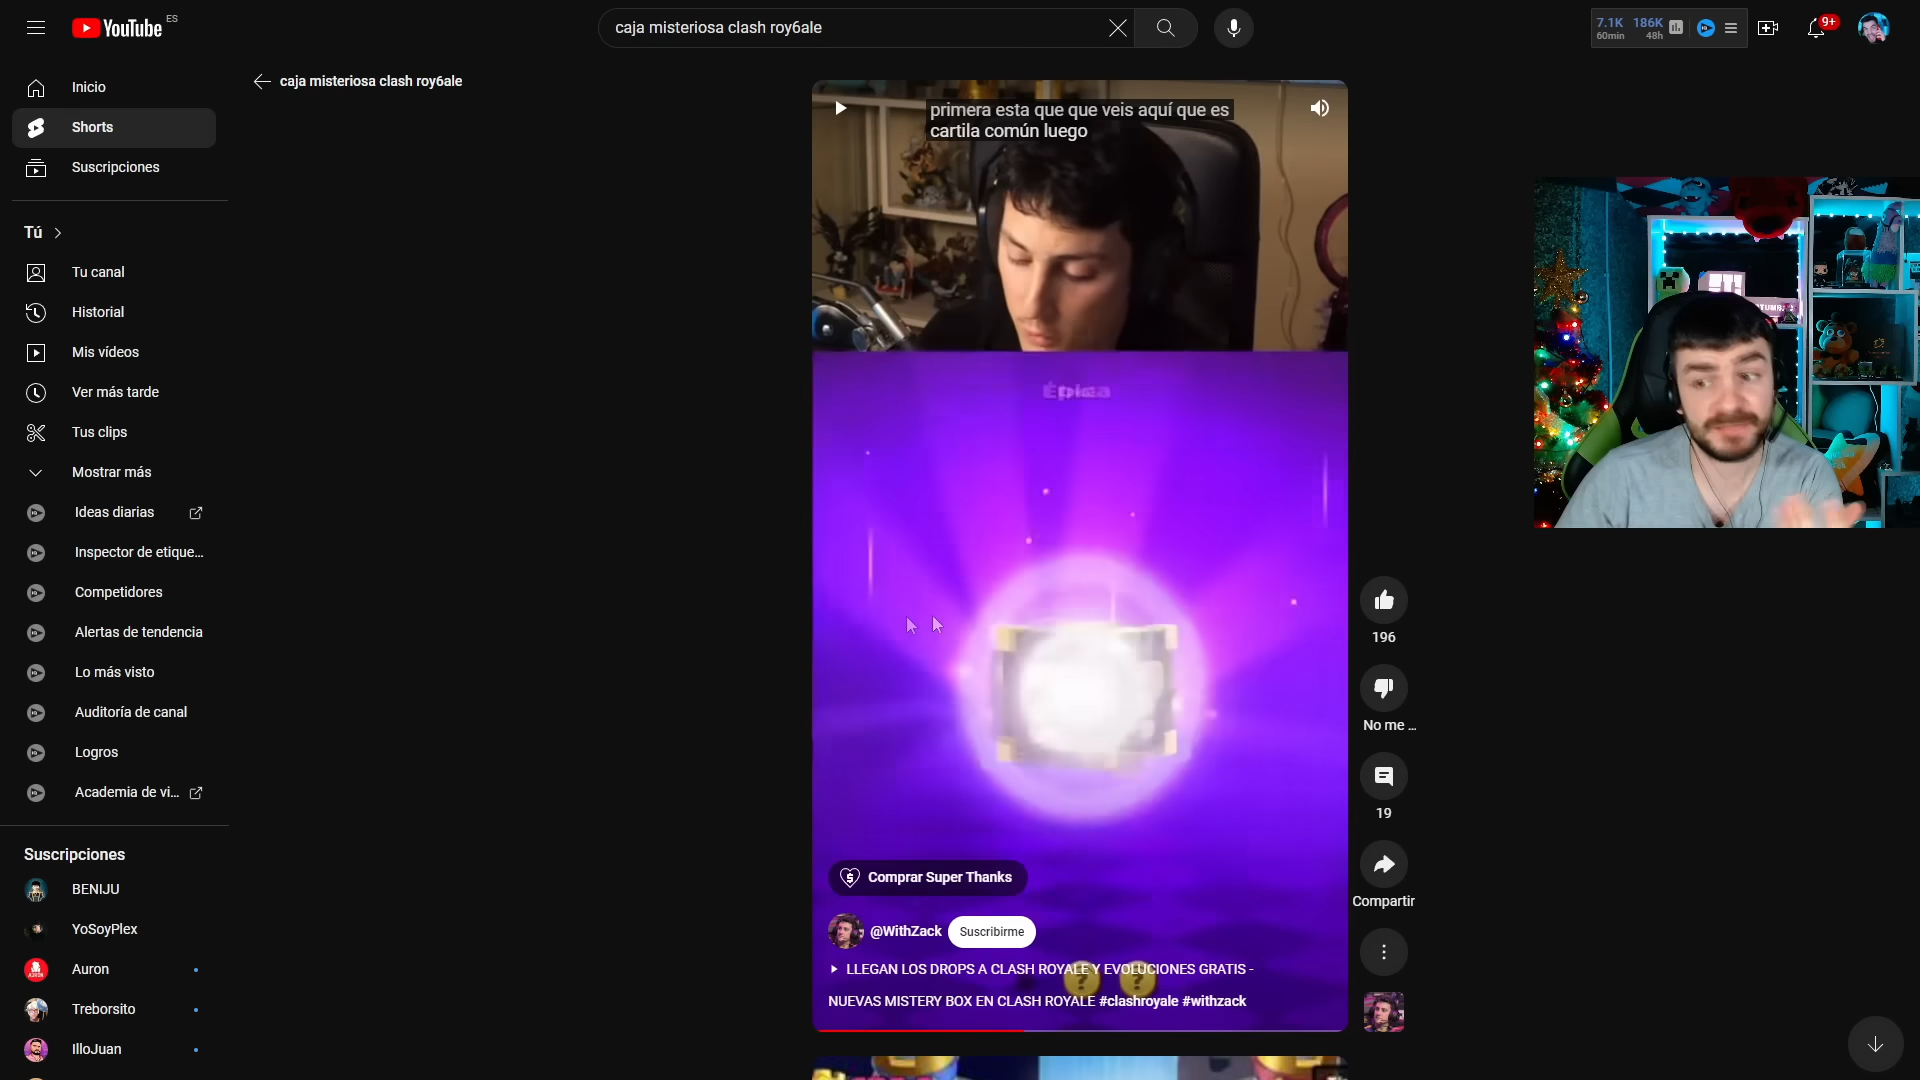 YouTube ES
caja misteriosa clash roy6ale
7.1K 186K
60min 48h
9+
Inicio
Shorts
Suscripciones
Tú
Tu canal
Historial
Mis vídeos
Ver más tarde
Tus clips
Mostrar más
Ideas diarias
Inspector de etique...
Competidores
Alertas de tendencia
Lo más visto
Auditoría de canal
Logros
Academia de vi...
Suscripciones
BENIJU
YoSoyPlex
Auron
Treborsito
IlloJuan
caja misteriosa clash roy6ale
primera esta que que veis aquí que es
cartila común luego
Épica
Comprar Super Thanks
@WithZack Suscribirme
LLEGAN LOS DROPS A CLASH ROYALE Y EVOLUCIONES GRATIS -
NUEVAS MISTERY BOX EN CLASH ROYALE #clashroyale #withzack
? ?
196
No me ...
19
Compartir